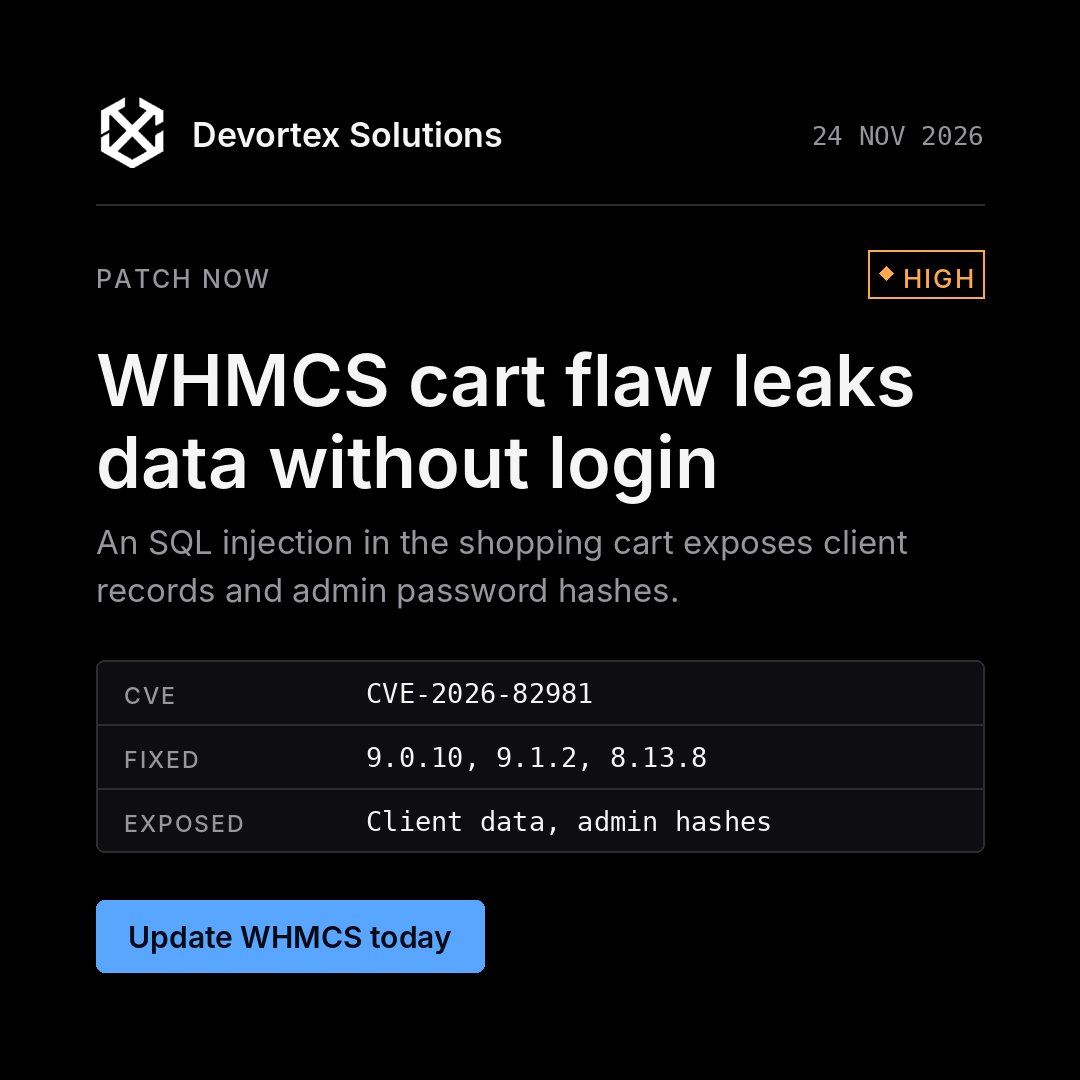 Devortex Solutions
24 NOV 2026
PATCH NOW
HIGH
WHMCS cart flaw leaks
data without login
An SQL injection in the shopping cart exposes client
records and admin password hashes.
CVE CVE-2026-82981
FIXED 9.0.10, 9.1.2, 8.13.8
EXPOSED Client data, admin hashes
Update WHMCS today